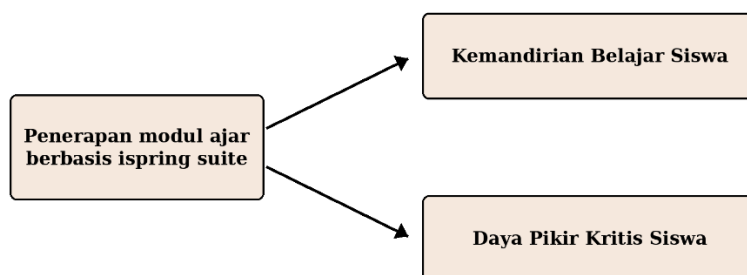 Kemandirian Belajar Siswa
Penerapan modul ajar
berbasis ispring suite
Daya Pikir Kritis Siswa